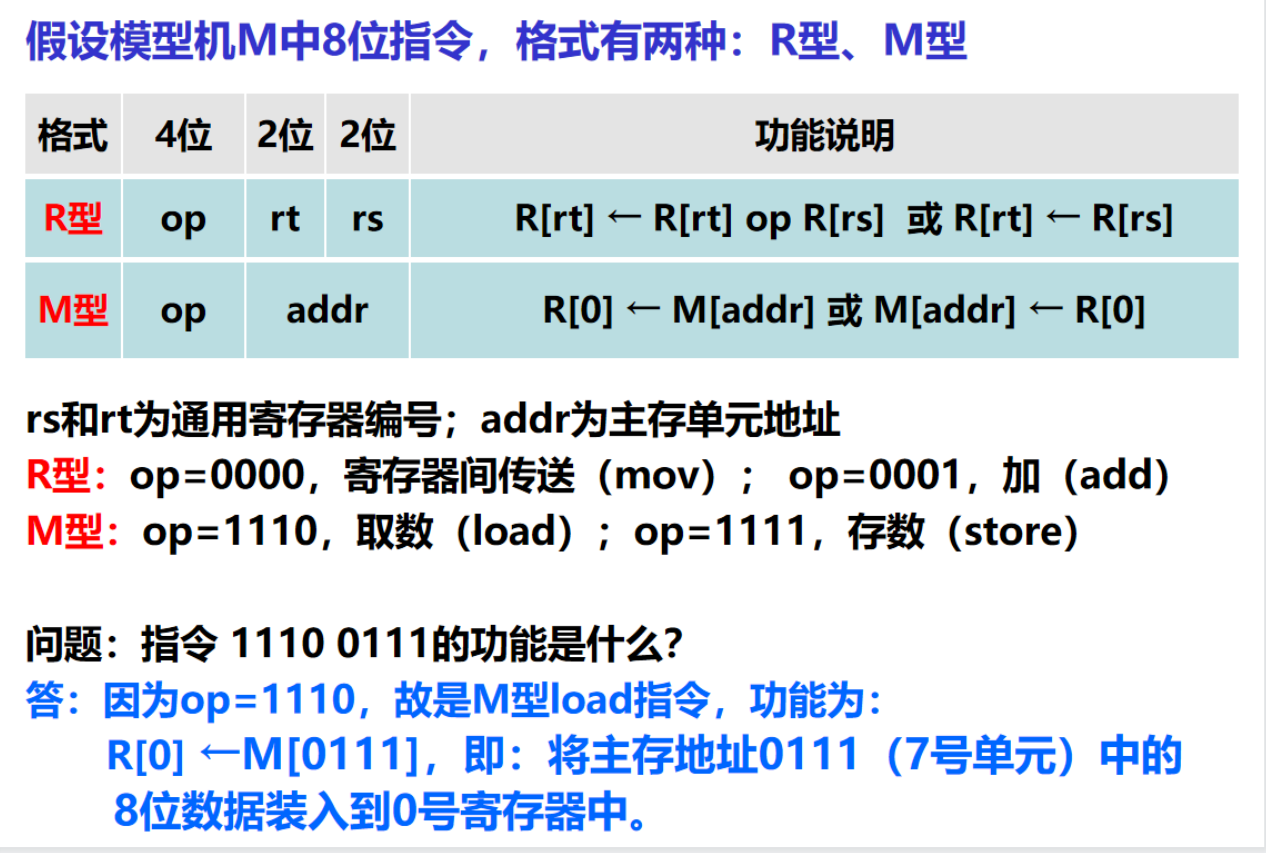 假设模型机M中8位指令，格式有两种：R型、M型
格式 4位 2位 2位 功能说明
R型 op rt rs R[rt] ← R[rt] op R[rs] 或 R[rt] ← R[rs]
M型 op addr R[0] ← M[addr] 或 M[addr] ← R[0]
rs和rt为通用寄存器编号；addr为主存单元地址
R型：op=0000，寄存器间传送（mov）； op=0001，加（add）
M型：op=1110，取数（load）；op=1111，存数（store）
问题：指令 1110 0111的功能是什么？
答：因为op=1110，故是M型load指令，功能为：
R[0] ←M[0111]，即：将主存地址0111（7号单元）中的
8位数据装入到0号寄存器中。